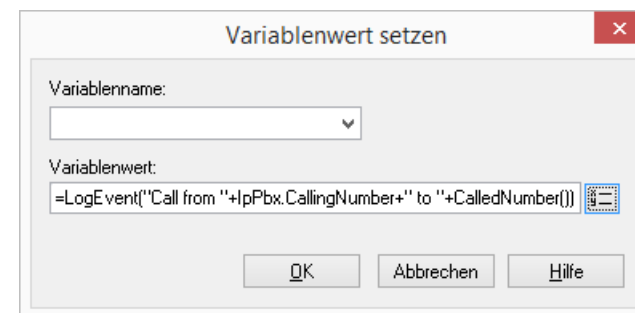 Variablenwert setzen
Variablenname:
Variablenwert:
=LogEvent("Call from "+IpPbx.CallingNumber+" to "+CalledNumber())
OK
Abbrechen
Hilfe